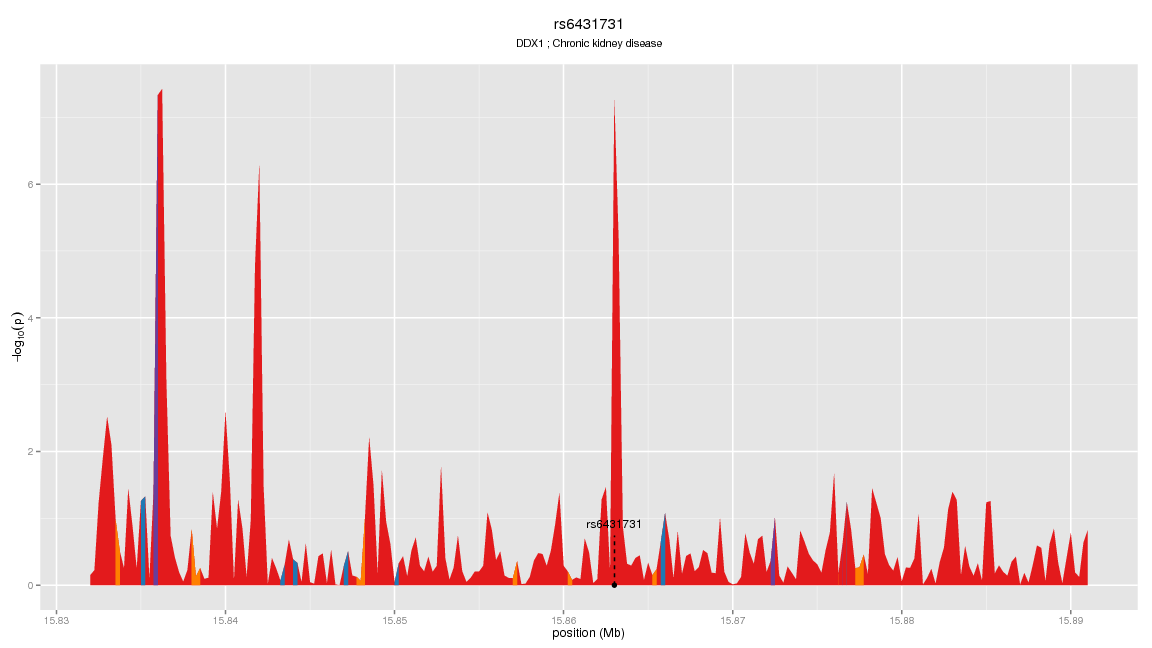 rs6431731
DDX1 ; Chronic kidney disease
−log10(p)
6
4
2
0
rs6431731
15.83 15.84 15.85 15.86 15.87 15.88 15.89
position (Mb)